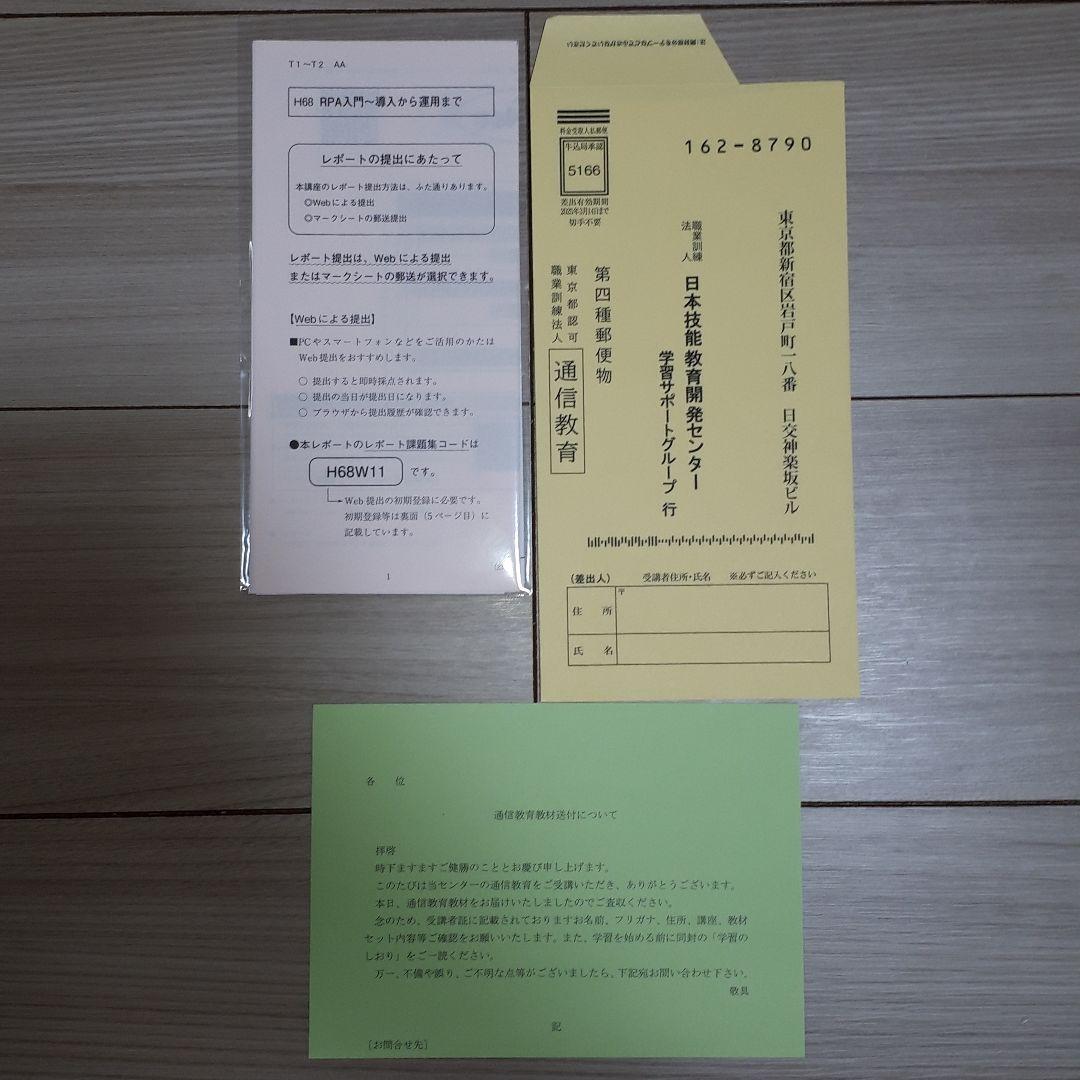 T1～T2　AA
H68 RPA入門～導入から運用まで
レポートの提出にあたって
本講座のレポート提出方法は、ふた通りあります。
◎Webによる提出
◎マークシートの郵送提出
レポート提出は、Webによる提出
またはマークシートの郵送が選択できます。
【Webによる提出】
■PCやスマートフォンなどをご活用のかたは
Web提出をおすすめします。
○ 提出すると即時採点されます。
○ 提出の当日が提出日になります。
○ ブラウザから提出履歴が確認できます。
●本レポートのレポート課題集コードは
H68W11 です。
Web提出の初期登録に必要です。
初期登録等は裏面（5ページ目）に
記載しています。
1
料金受取人払郵便
牛込局承認
5166
差出有効期間
2025年3月14日まで
切手不要
162-8790
東京都新宿区岩戸町一八番　日交神楽坂ビル
職業訓練法人 日本技能教育開発センター
学習サポートグループ 行
第四種郵便物
東京都認可
職業訓練法人
通信教育
（差出人）　受講者住所・氏名　※必ずご記入ください
住　所 〒
氏　名
各　位
通信教育教材送付について
拝啓
時下ますますご健勝のこととお慶び申し上げます。
このたびは当センターの通信教育をご受講いただき、ありがとうございます。
本日、通信教育教材をお届けいたしましたのでご査収ください。
念のため、受講者証に記載されておりますお名前、フリガナ、住所、講座、教材
セット内容等ご確認をお願いいたします。また、学習を始める前に同封の「学習の
しおり」をご一読ください。
万一、不備や誤り、ご不明な点等がございましたら、下記宛お問い合わせ下さい。
敬具
記
［お問合せ先］